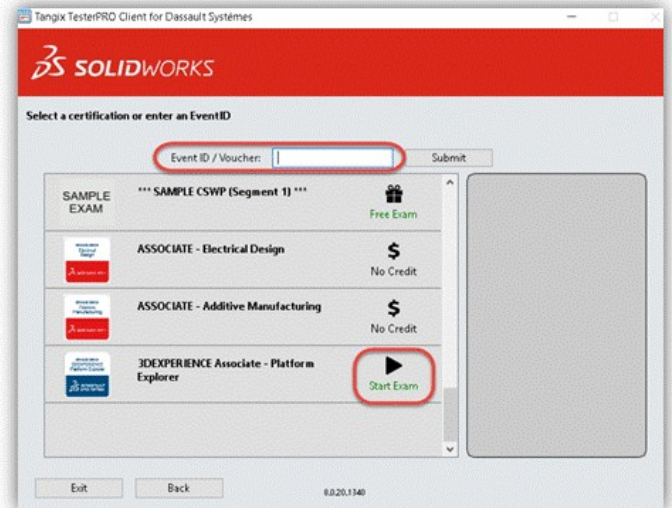 Tangix TesterPRO Client for Dassault Systèmes
SOLIDWORKS
Select a certification or enter an EventID
Event ID / Voucher:
Submit
SAMPLE
EXAM
*** SAMPLE CSWP (Segment 1) ***
Free Exam
ASSOCIATE - Electrical Design
$
No Credit
ASSOCIATE - Additive Manufacturing
$
No Credit
3DEXPERIENCE Associate - Platform
Explorer
Start Exam
Exit
Back
8.0.20.1340